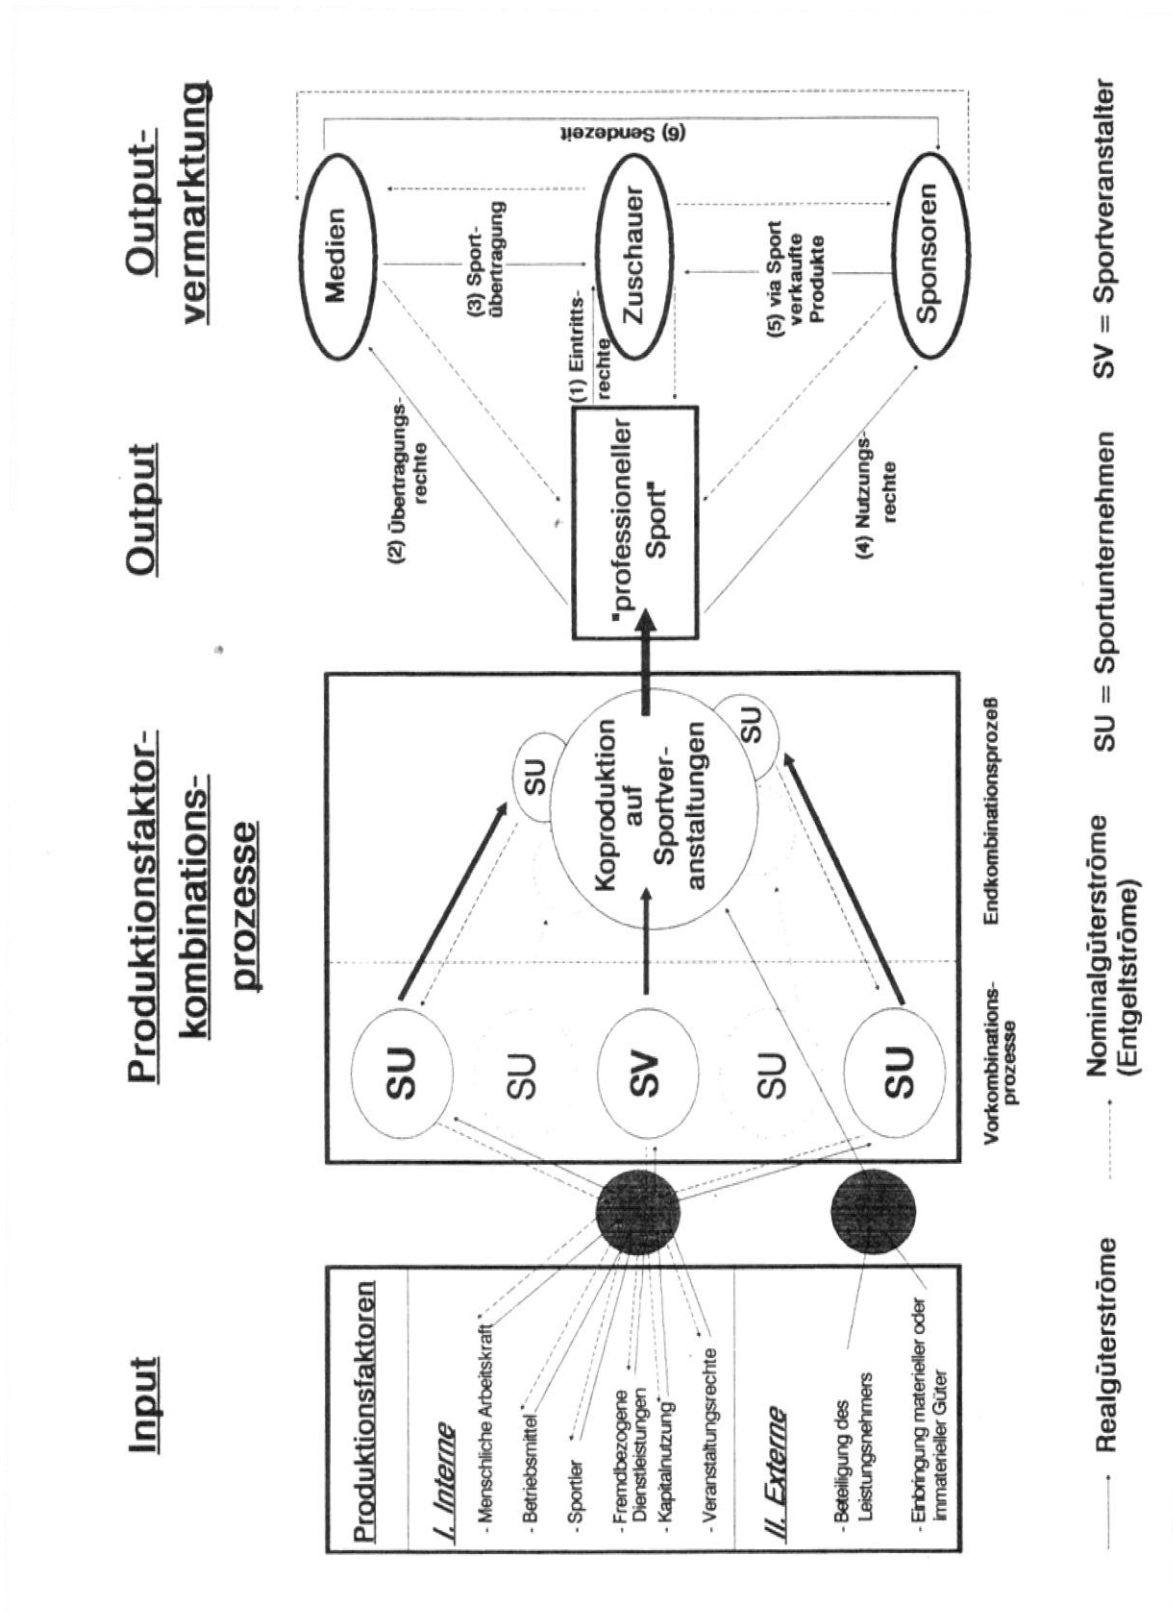 Input
Produktionsfaktor-
kombinations-
prozesse
Output
Output-
vermarktung
Produktionsfaktoren
I. Interne
- Menschliche Arbeitskraft
- Betriebsmittel
- Sportler
- Fremdbezogene
Dienstleistungen
- Kapitalnutzung
- Veranstaltungsrechte
II. Externe
- Beteiligung des
Leistungsnehmers
- Einbringung materieller oder
immaterieller Güter
SU
SU
SV
SU
SU
SU
Koproduktion
auf
Sportver-
anstaltungen
SU
Vorkombinations-
prozesse
Endkombinationsprozeß
"professioneller
Sport"
(2) Übertragungs-
rechte
(1) Eintritts-
rechte
(4) Nutzungs-
rechte
Medien
(3) Sport-
übertragung
Zuschauer
(5) via Sport
verkaufte
Produkte
Sponsoren
(6) Sendezeit
Realgüterströme
Nominalgüterströme
(Entgeltströme)
SU = Sportunternehmen
SV = Sportveranstalter